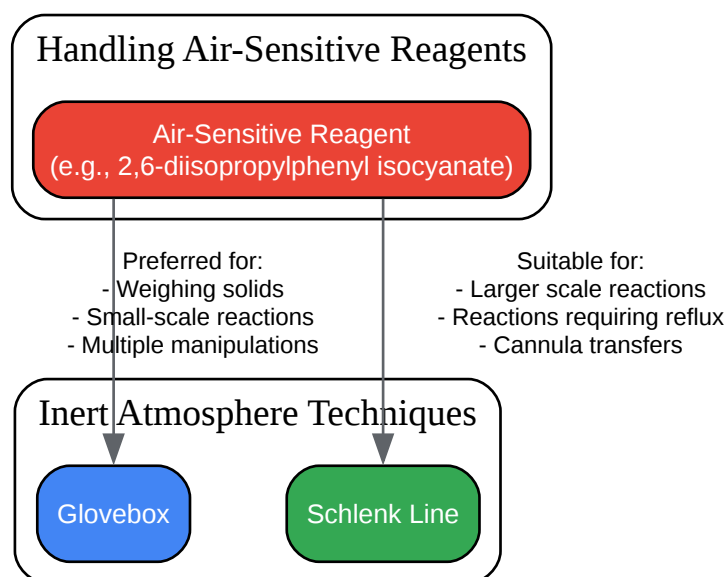 Handling Air-Sensitive Reagents
Air-Sensitive Reagent
(e.g., 2,6-diisopropylphenyl isocyanate)
Preferred for:
- Weighing solids
- Small-scale reactions
- Multiple manipulations
Suitable for:
- Larger scale reactions
- Reactions requiring reflux
- Cannula transfers
Inert Atmosphere Techniques
Glovebox
Schlenk Line